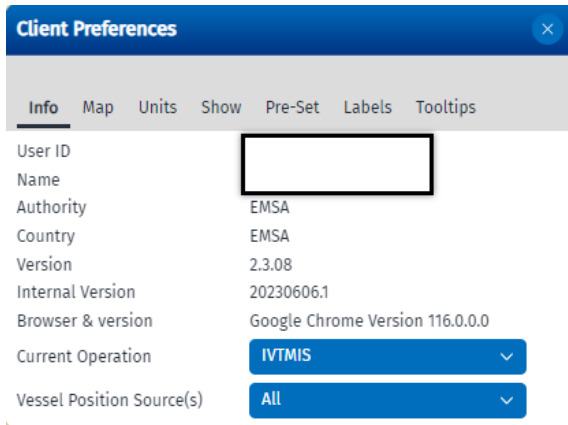 Client Preferences
Info Map Units Show Pre-Set Labels Tooltips
User ID
Name
Authority EMSA
Country EMSA
Version 2.3.08
Internal Version 20230606.1
Browser & version Google Chrome Version 116.0.0.0
Current Operation IVTMIS
Vessel Position Source(s) All